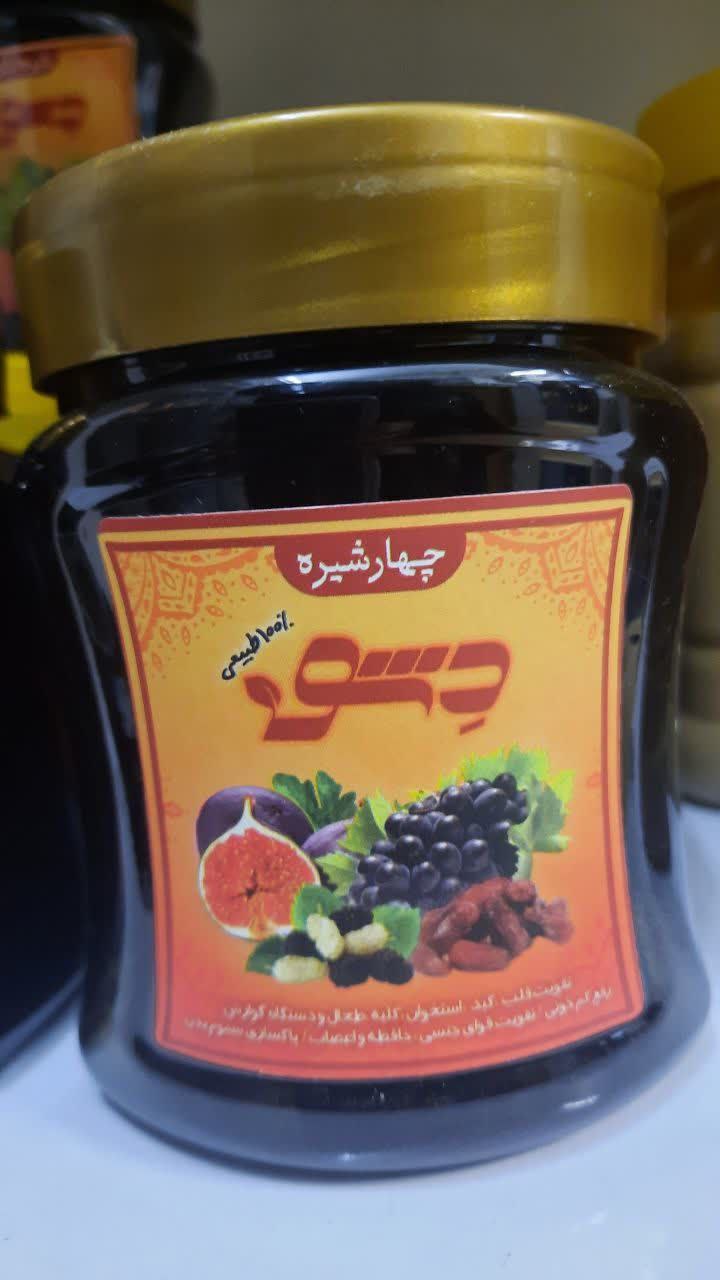 چهارشیره
۱۰۰٪ طبیعی
دِشو
تقویت قلب، کبد، استخوان، کلیه، طحال و دستگاه گوارش
رفع کم خونی / تقویت قوای جنسی، حافظه و اعصاب / پاکسازی سموم بدن